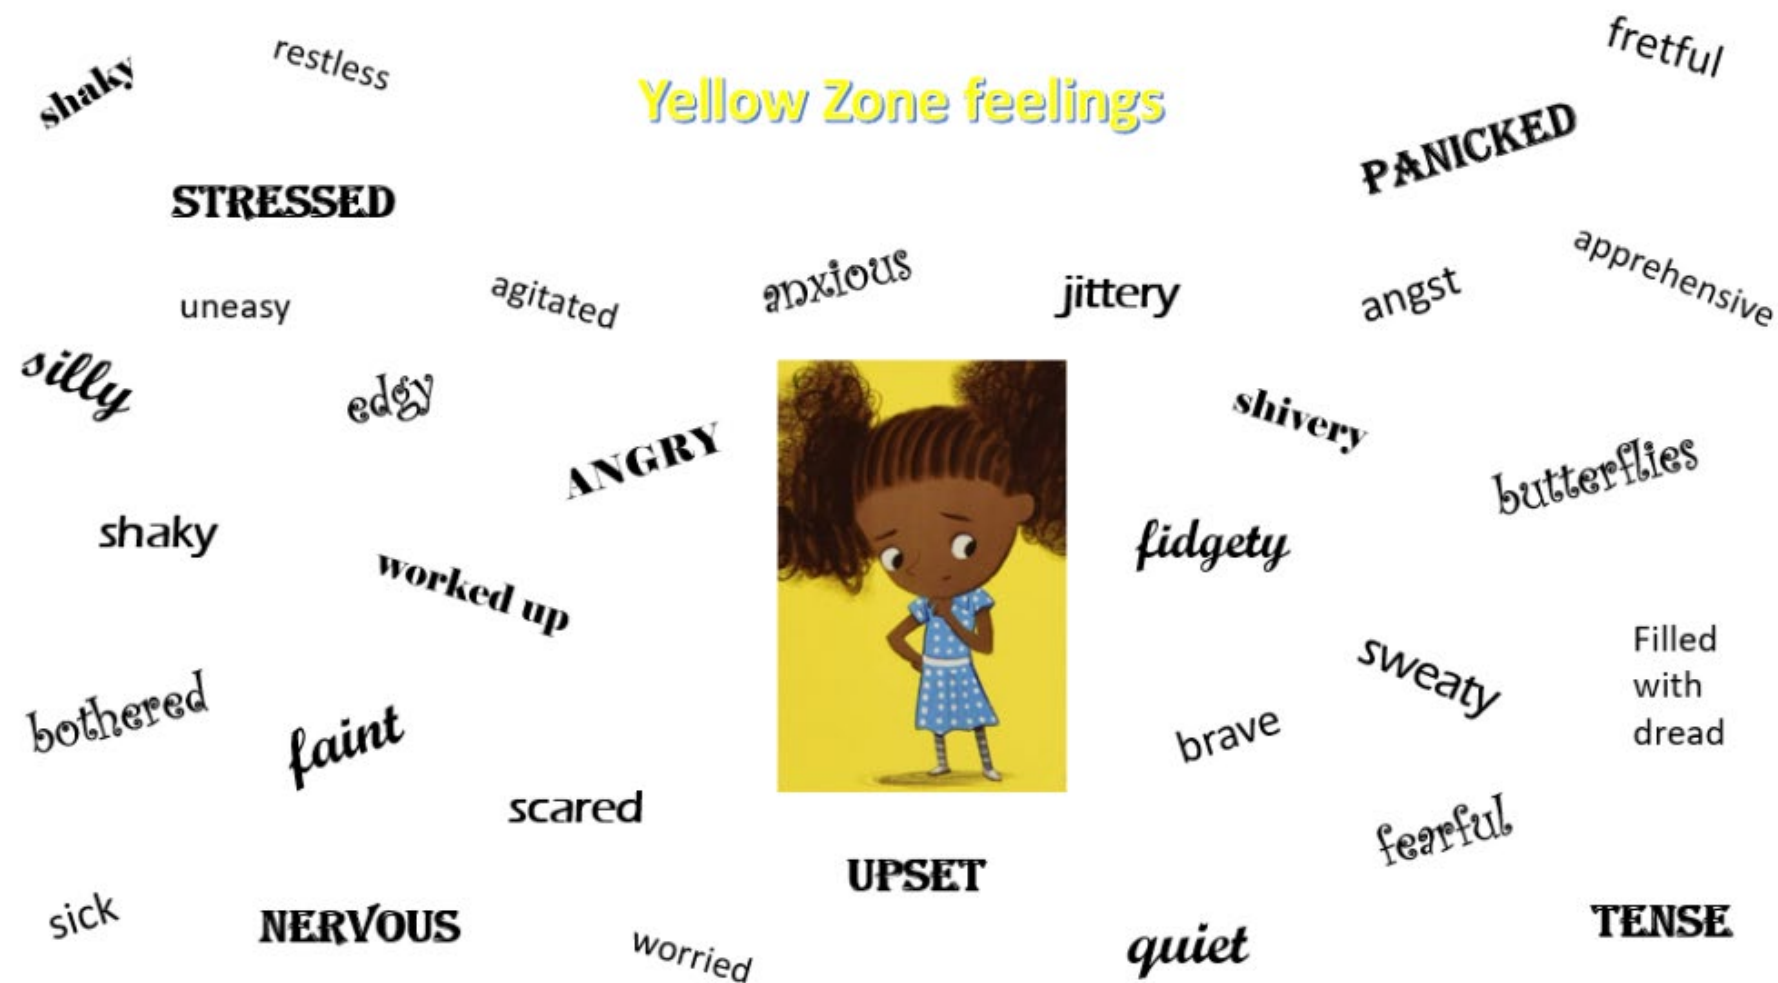 fretful
restless
shaky
Yellow Zone feelings
PANICKED
STRESSED
apprehensive
anxious
jittery
angst
agitated
uneasy
silly
edgy
shivery
ANGRY
butterflies
shaky
fidgety
worked up
sweaty
Filled
with
dread
bothered
faint
brave
scared
fearful
UPSET
sick
NERVOUS
TENSE
worried
quiet